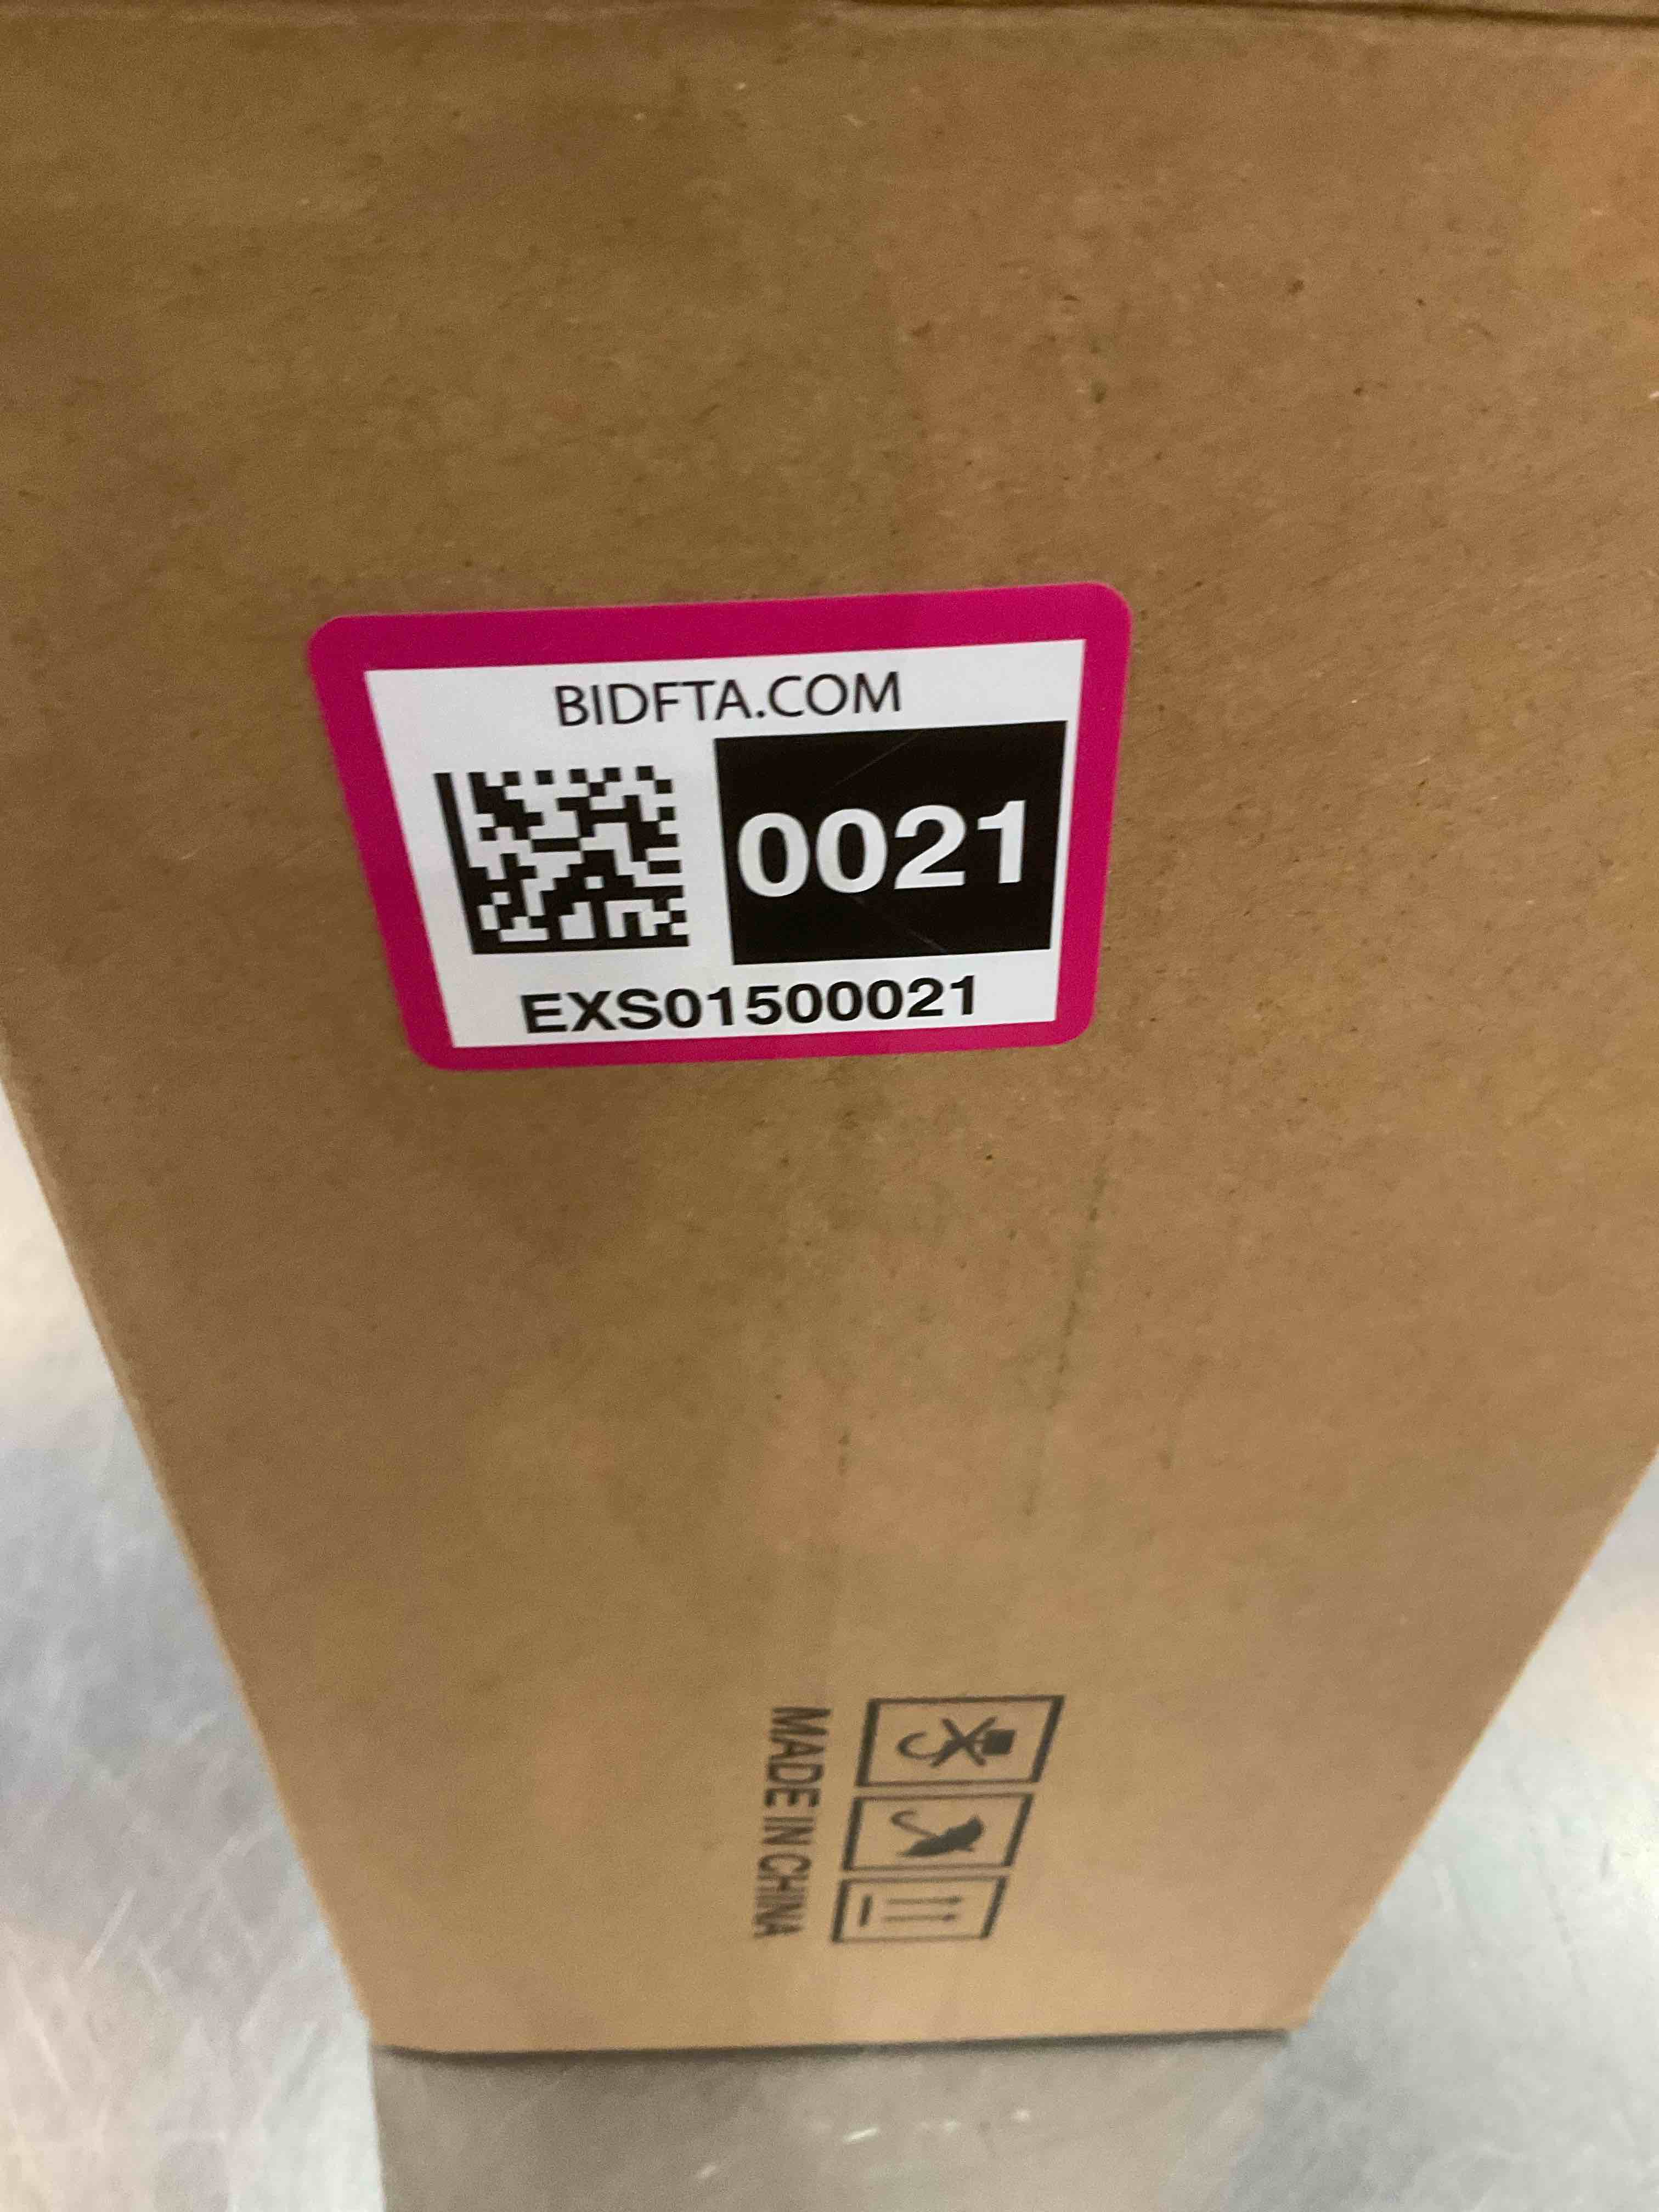 BIDFTA.COM
0021
EXS01500021
MADE IN CHINA